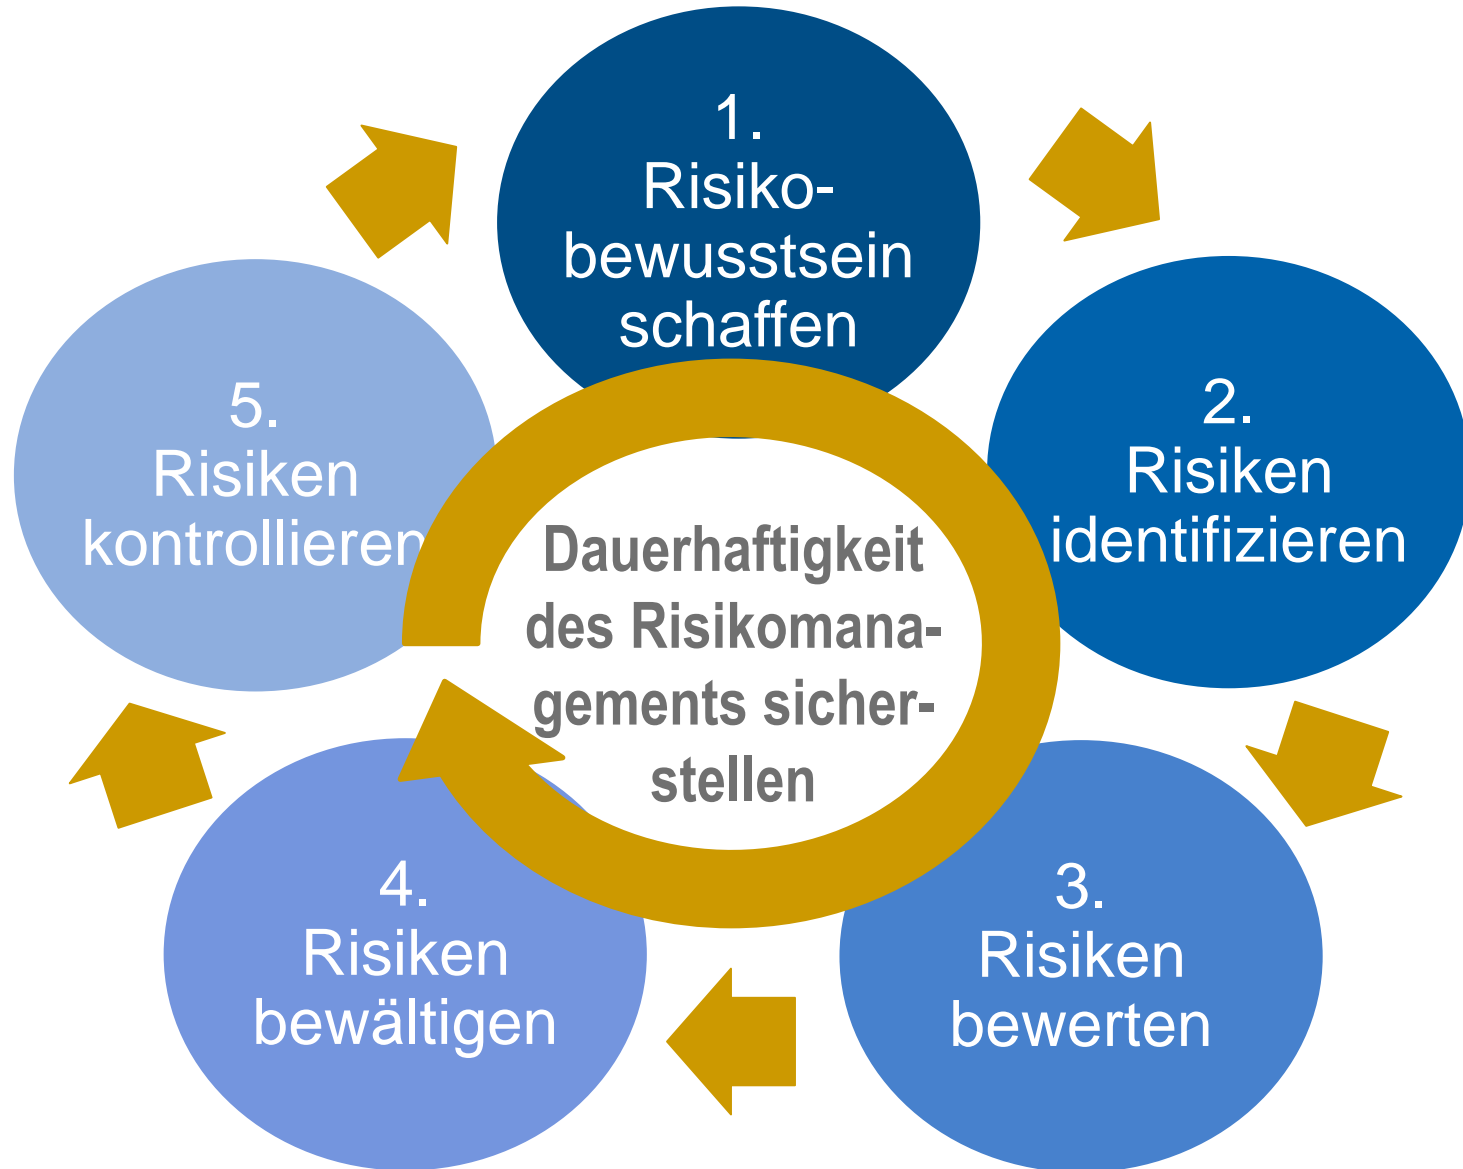 1.
Risiko-
bewusstsein
schaffen
2.
Risiken
identifizieren
3.
Risiken
bewerten
4.
Risiken
bewältigen
5.
Risiken
kontrollieren
Dauerhaftigkeit
des Risikomana-
gements sicher-
stellen